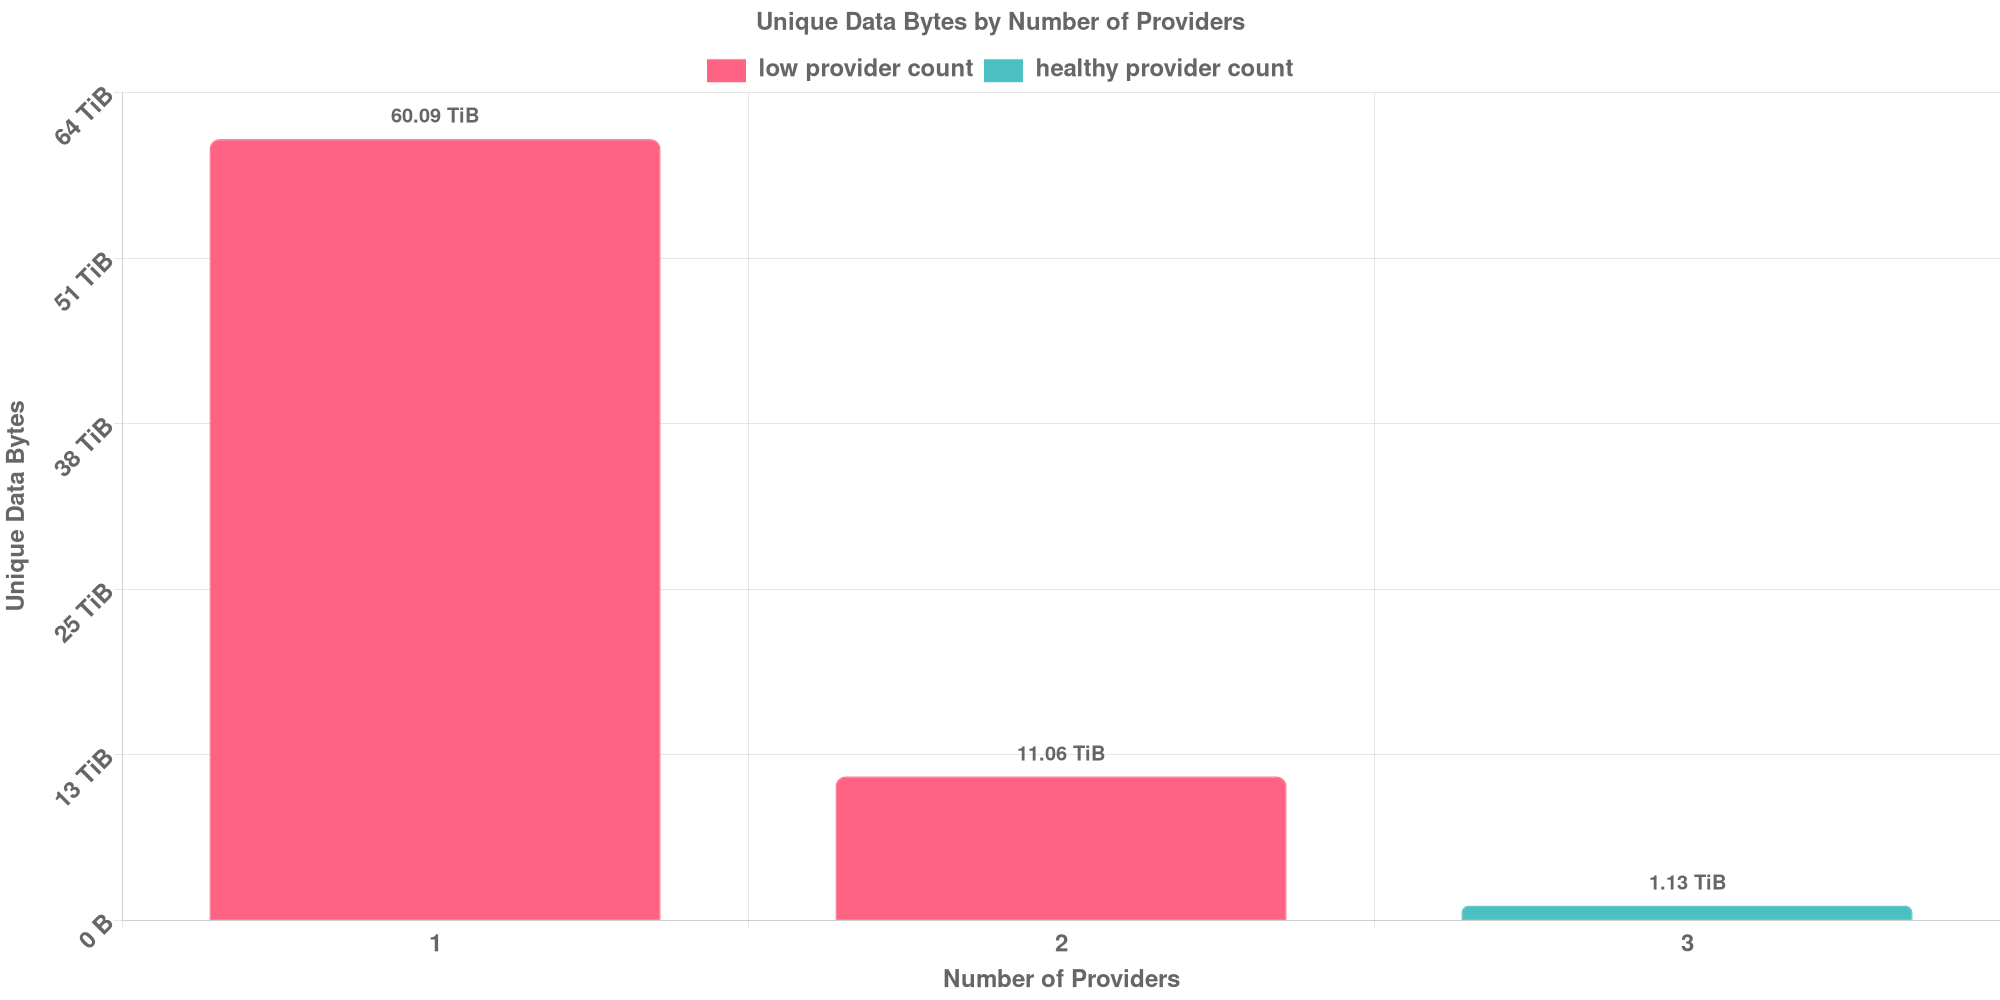 Unique Data Bytes by Number of Providers
low provider count
healthy provider count
64 TiB
51 TiB
38 TiB
25 TiB
13 TiB
0 B
Unique Data Bytes
60.09 TiB
11.06 TiB
1.13 TiB
1
2
3
Number of Providers